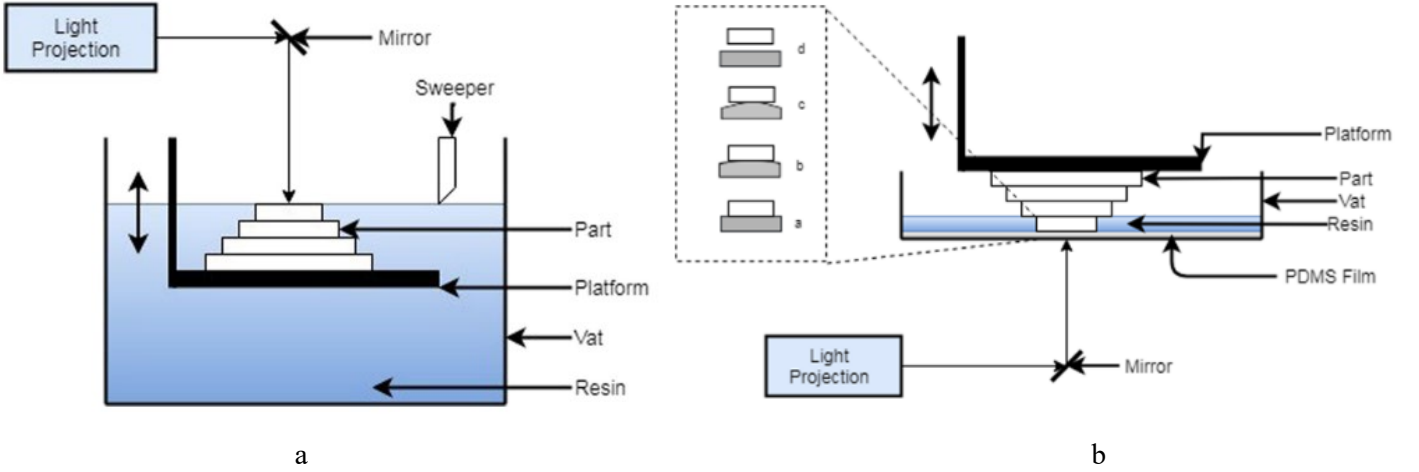 Light
Projection
Mirror
Sweeper
Part
Platform
Vat
Resin
a
d
c
b
a
Platform
Part
Vat
Resin
PDMS Film
Light
Projection
Mirror
b